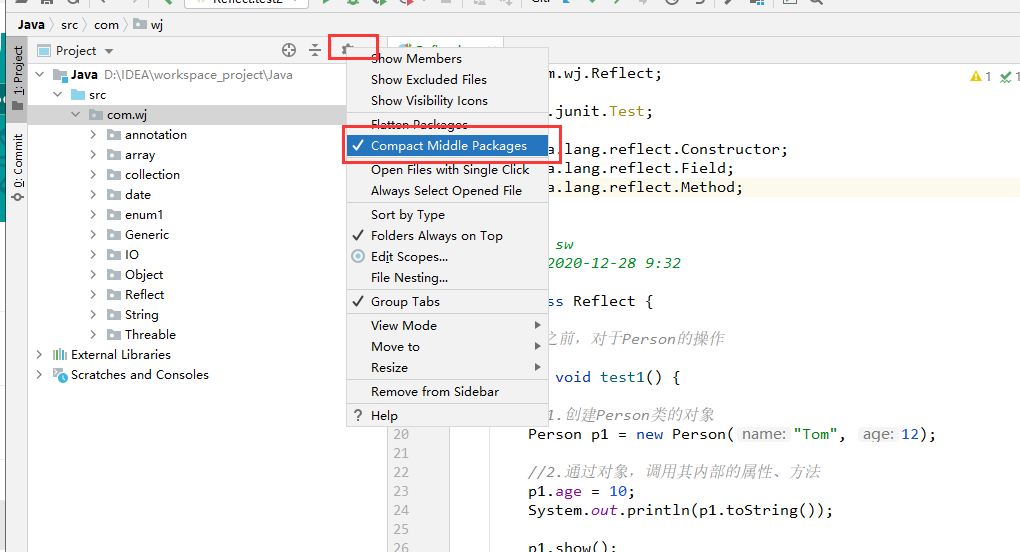 Java src com wj
Project
Java D:\IDEA\workspace_project\Java
src
com.wj
annotation
array
collection
date
enum1
Generic
IO
Object
Reflect
String
Threable
External Libraries
Scratches and Consoles
1: Project
0: Commit
Show Members
Show Excluded Files
Show Visibility Icons
Flatten Packages
Compact Middle Packages
Open Files with Single Click
Always Select Opened File
Sort by Type
Folders Always on Top
Edit Scopes...
File Nesting...
Group Tabs
View Mode
Move to
Resize
Remove from Sidebar
? Help
m.wj.Reflect;
.junit.Test;
a.lang.reflect.Constructor;
a.lang.reflect.Field;
a.lang.reflect.Method;
1 1
sw
2020-12-28 9:32
ss Reflect {
之前，对于Person的操作
void test1() {
1.创建Person类的对象
20 Person p1 = new Person( name: "Tom", age: 12);
21
22 //2.通过对象，调用其内部的属性、方法
23 p1.age = 10;
24 System.out.println(p1.toString());
25
26 p1.show();